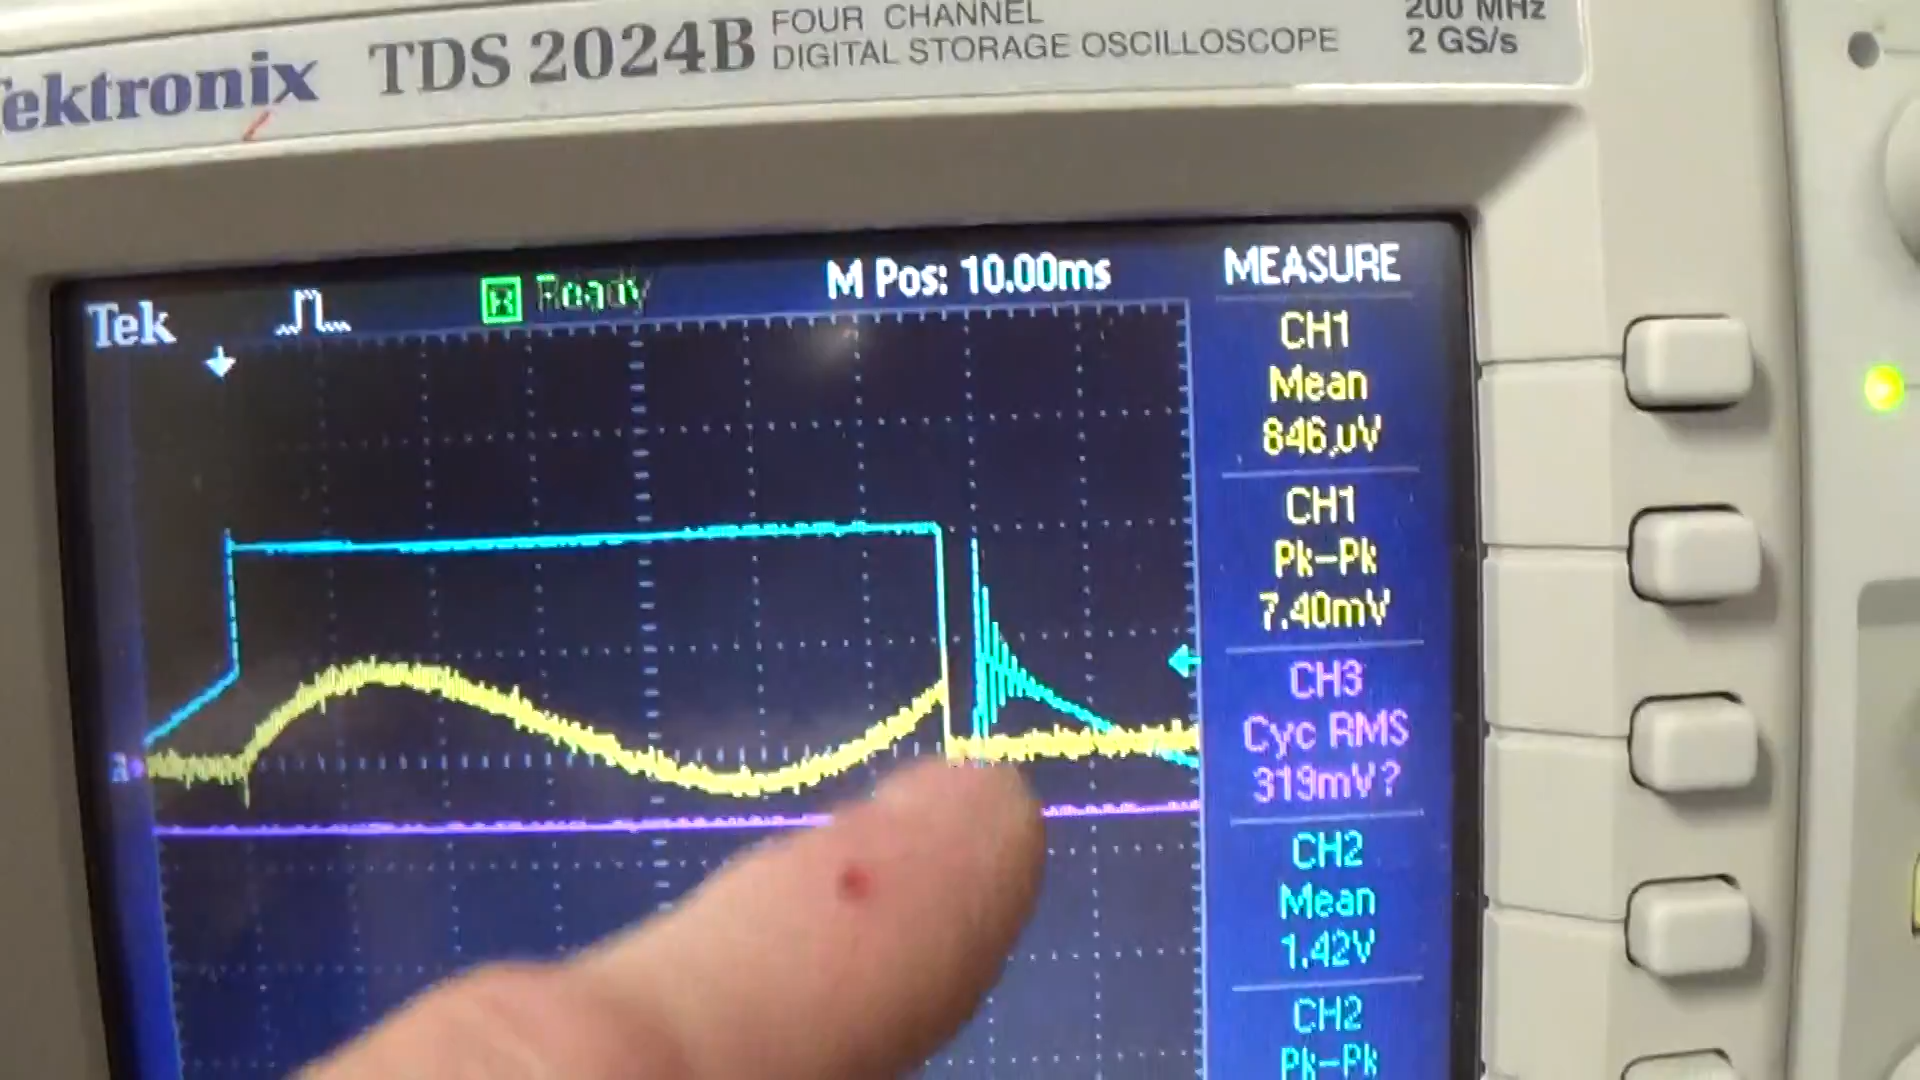 Tektronix TDS 2024B FOUR CHANNEL
DIGITAL STORAGE OSCILLOSCOPE
200 MHz
2 GS/s
Tek R Ready M Pos: 10.00ms MEASURE
CH1
Mean
846µV
CH1
Pk-Pk
7.40mV
CH3
Cyc RMS
319mV?
CH2
Mean
1.42V
CH2
Pk-Pk